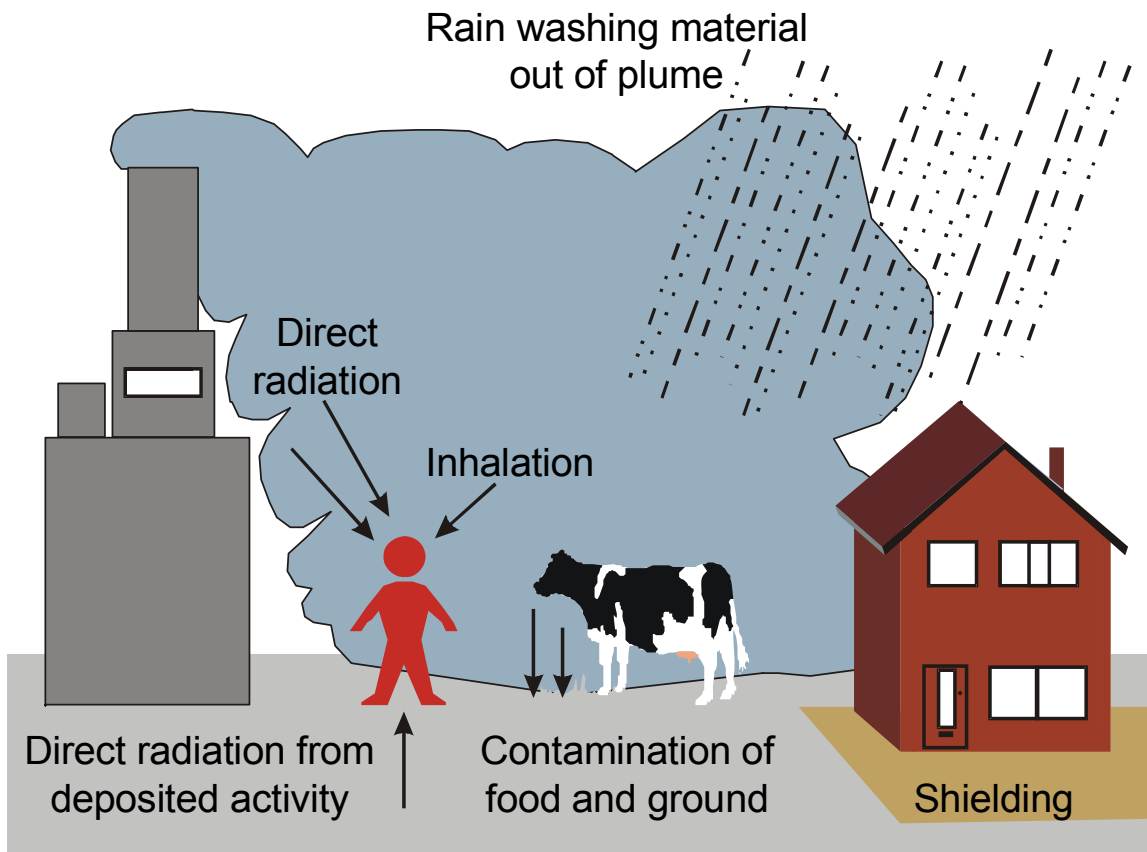 Rain washing material
out of plume
Direct
radiation
Inhalation
Direct radiation from
deposited activity
Contamination of
food and ground
Shielding